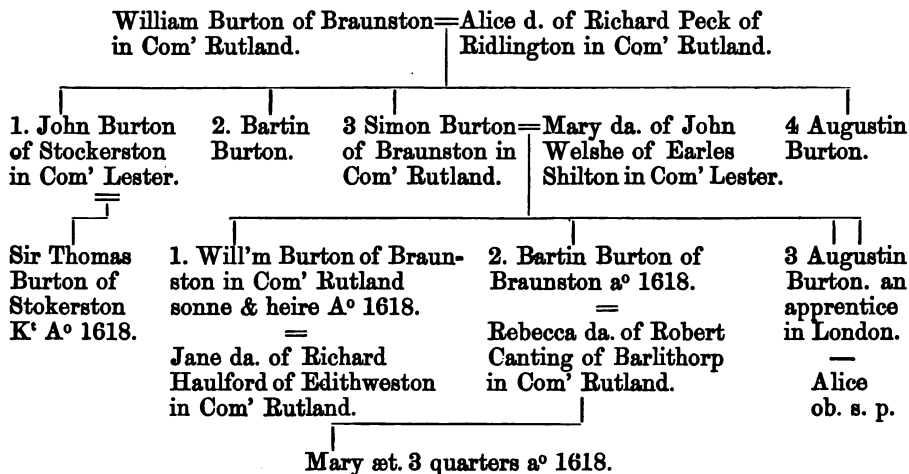 William Burton of Braunston=Alice d. of Richard Peck of
in Com' Rutland.
Ridlington in Com' Rutland.
1. John Burton
of Stockerston
in Com' Lester.
2. Bartin
Burton.
3 Simon Burton=Mary da. of John
of Braunston in
Com' Rutland.
Welshe of Earles
Shilton in Com' Lester.
4 Augustin
Burton.
Sir Thomas
Burton of
Stokerston
Kᵗ Aº 1618.
1. Will'm Burton of Braun-
ston in Com' Rutland
sonne & heire Aº 1618.
=
Jane da. of Richard
Haulford of Edithweston
in Com' Rutland.
2. Bartin Burton of
Braunston aº 1618.
=
Rebecca da. of Robert
Canting of Barlithorp
in Com' Rutland.
3 Augustin
Burton. an
apprentice
in London.
—
Alice
ob. s. p.
Mary æt. 3 quarters aº 1618.